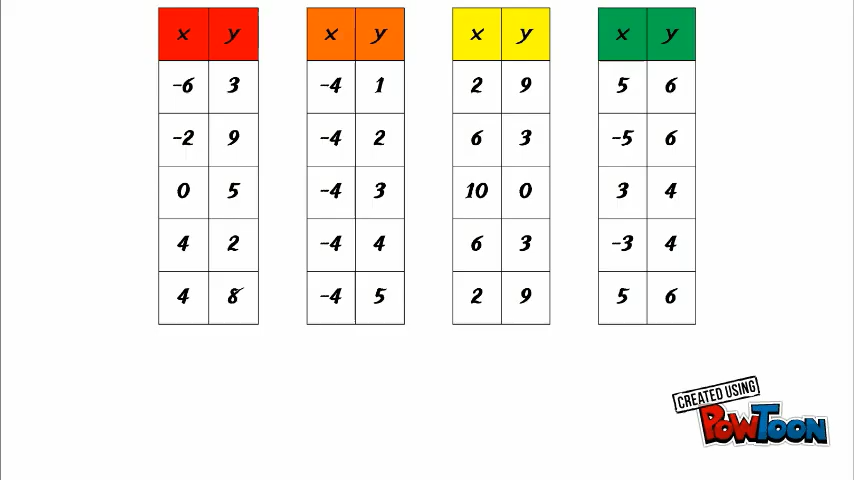 x y x y x y x y
-6 3 -4 1 2 9 5 6
-2 9 -4 2 6 3 -5 6
0 5 -4 3 10 0 3 4
4 2 -4 4 6 3 -3 4
4 8 -4 5 2 9 5 6
CREATED USING
POWTOON